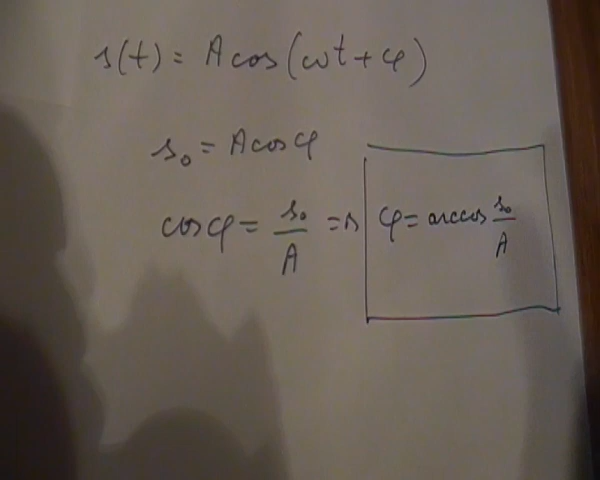 s(t) = A cos(ωt + φ)
s₀ = A cos φ
cos φ = s₀/A => φ = arccos s₀/A